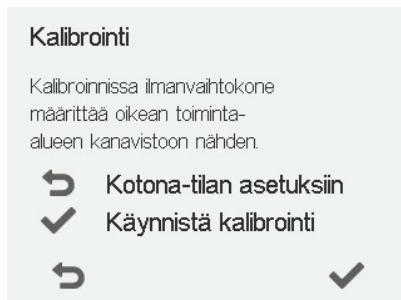 Kalibrointi
Kalibroinnissa ilmanvaihtokone
määrittää oikean toiminta-
alueen kanavistoon nähden.
Kotona-tilan asetuksiin
Käynnistä kalibrointi